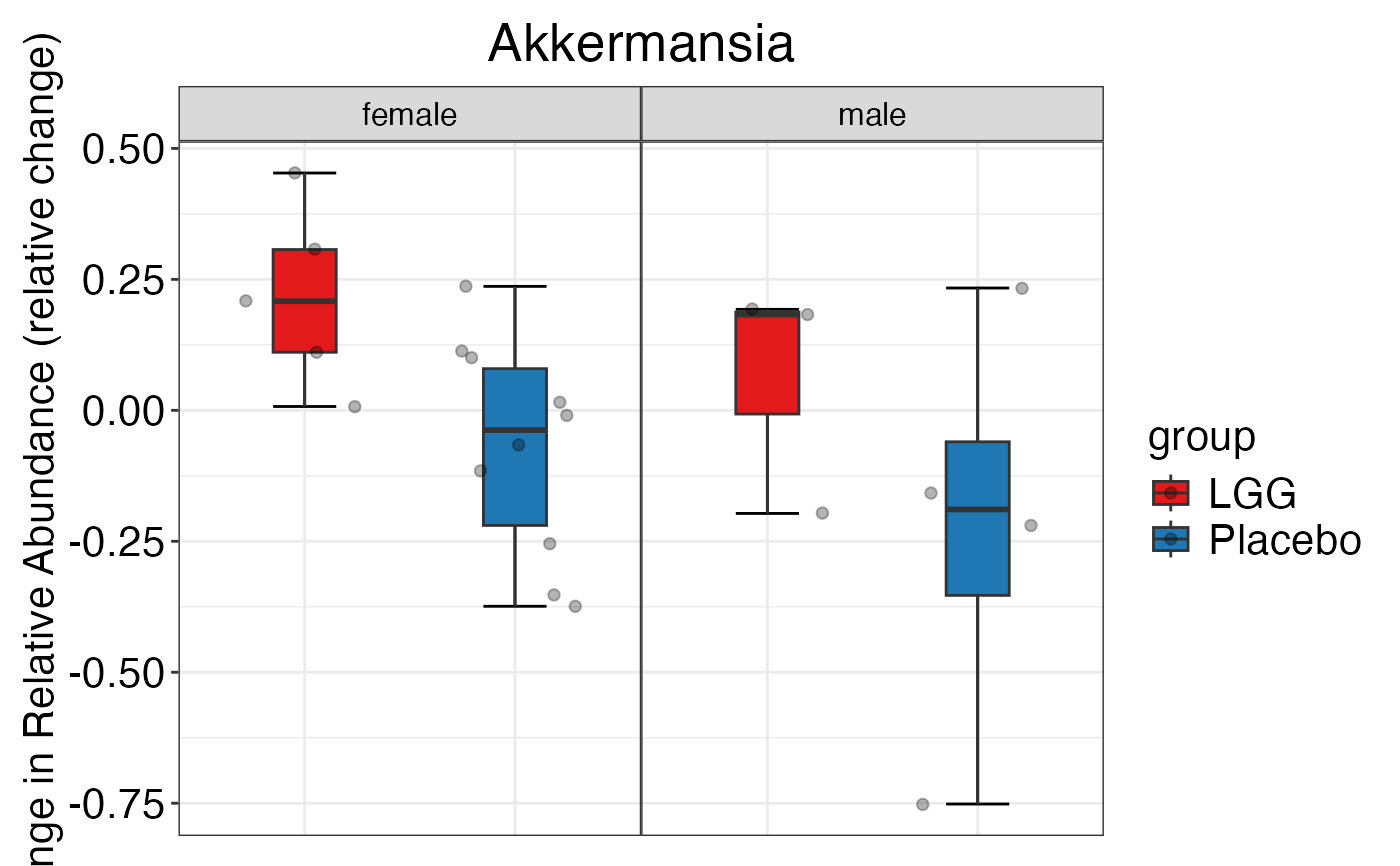 Akkermansia
female
male
nge in Relative Abundance (relative change)
0.50
0.25
0.00
-0.25
-0.50
-0.75
group
LGG
Placebo